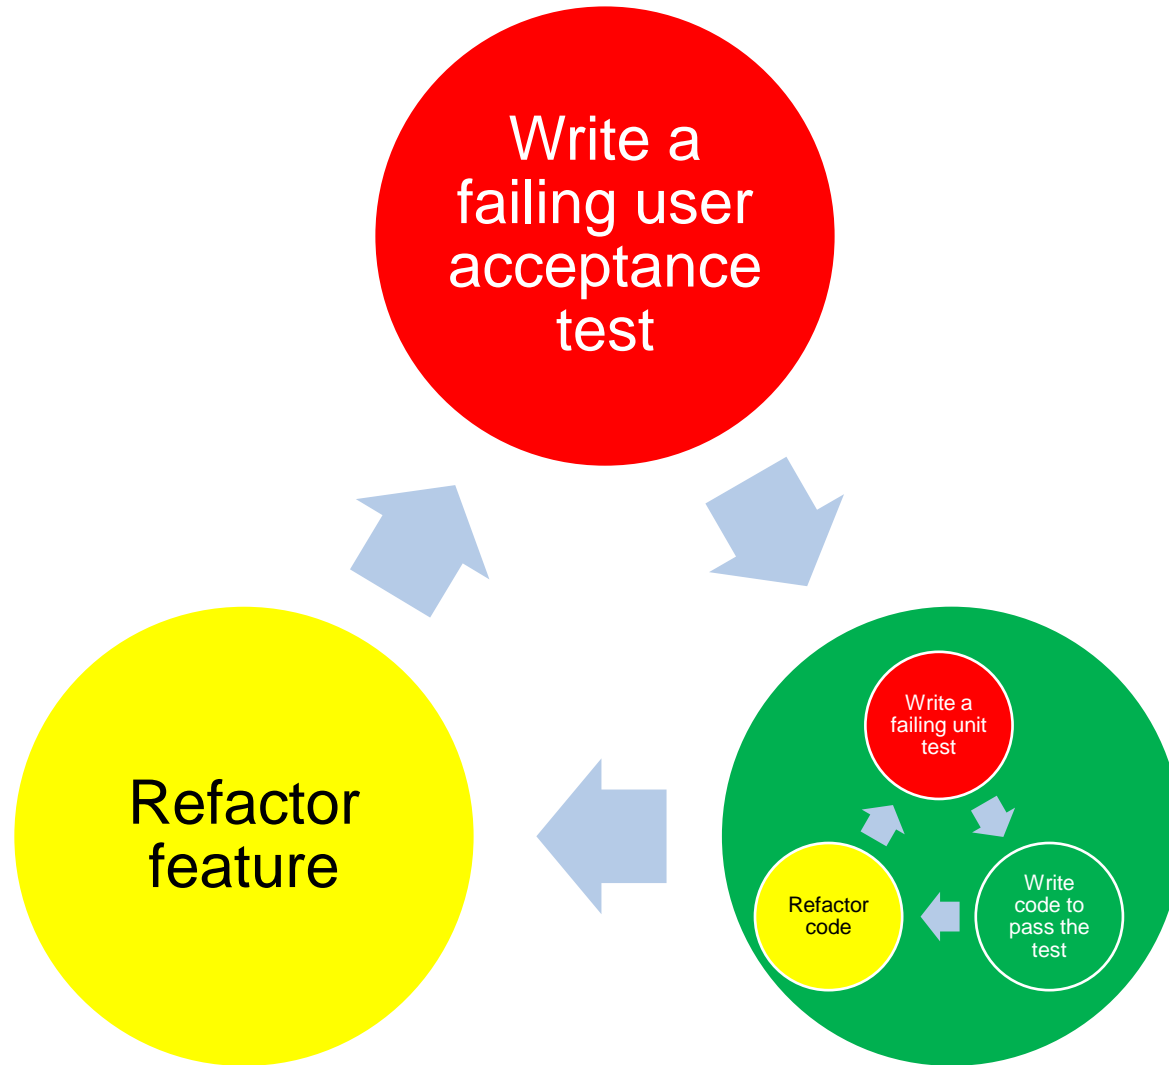 Write a
failing user
acceptance
test
Write a
failing unit
test
Write
code to
pass the
test
Refactor
code
Refactor
feature